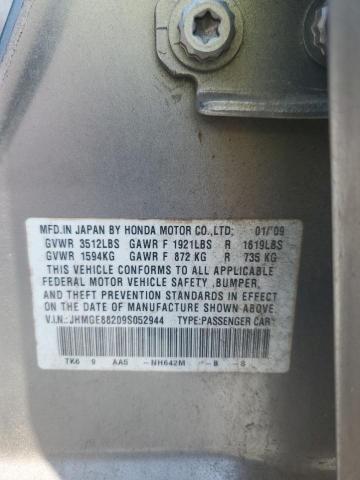 MFD.IN JAPAN BY HONDA MOTOR CO.,LTD; 01/'09
GVWR 3512LBS GAWR F 1921LBS R 1619LBS
GVWR 1594KG GAWR F 872 KG R 735 KG
THIS VEHICLE CONFORMS TO ALL APPLICABLE
FEDERAL MOTOR VEHICLE SAFETY, BUMPER,
AND THEFT PREVENTION STANDARDS IN EFFECT
ON THE DATE OF MANUFACTURE SHOWN ABOVE.
V.I.N: JHMGE88209S052944 TYPE:PASSENGER CAR
TK6 9 AA5 -NH642M -B -S